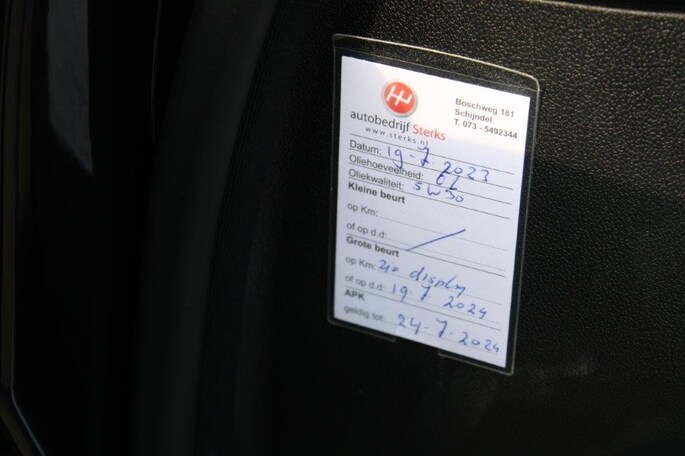 Boschweg 181
Schijndel
T. 073 - 5492344
autobedrijf Sterks
www.sterks.nl
Datum: 19-7 2023
Oliehoeveelheid: 6L
Oliekwaliteit: 5W30
Kleine beurt
op Km:
of op d.d:
Grote beurt
op Km: zie display
of op d.d: 19-7 2024
APK
geldig tot: 24-7-2024